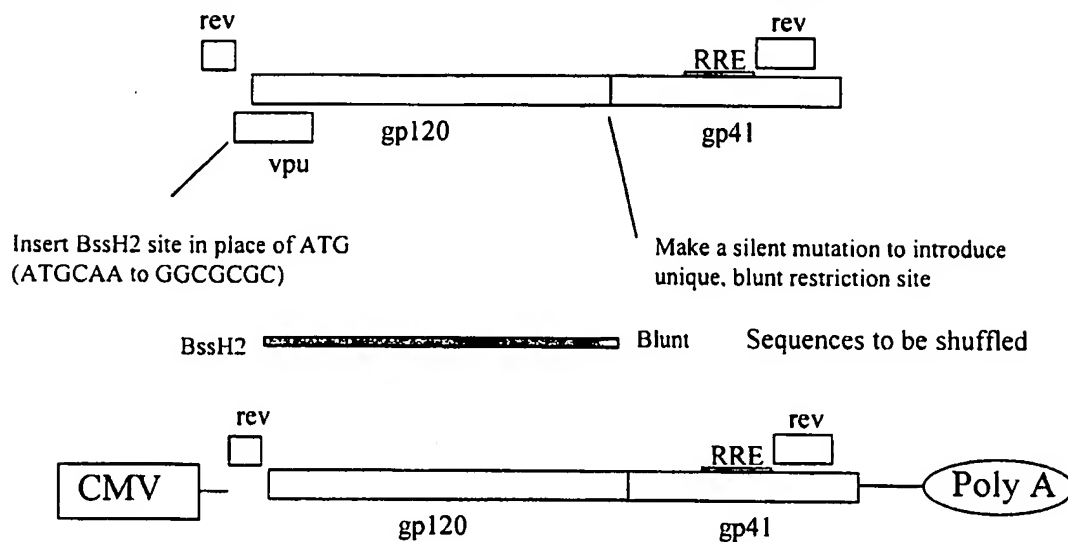 rev
rev
RRE
gp120
gp41
vpu
Insert BssH2 site in place of ATG
(ATGCAA to GGCGCGC)
Make a silent mutation to introduce
unique, blunt restriction site
BssH2
Blunt
Sequences to be shuffled
rev
rev
RRE
CMV
Poly A
gp120
gp41